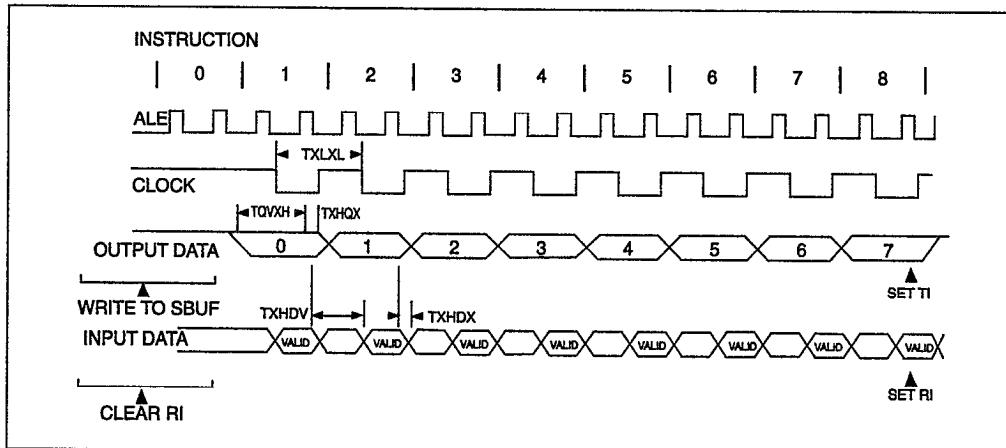 INSTRUCTION
0 1 2 3 4 5 6 7 8
ALE
TXLXL
CLOCK
TQVXH TXHQX
OUTPUT DATA 0 1 2 3 4 5 6 7
WRITE TO SBUF
SET TI
TXHDV TXHDX
INPUT DATA VALID VALID VALID VALID VALID VALID VALID VALID
CLEAR RI
SET RI